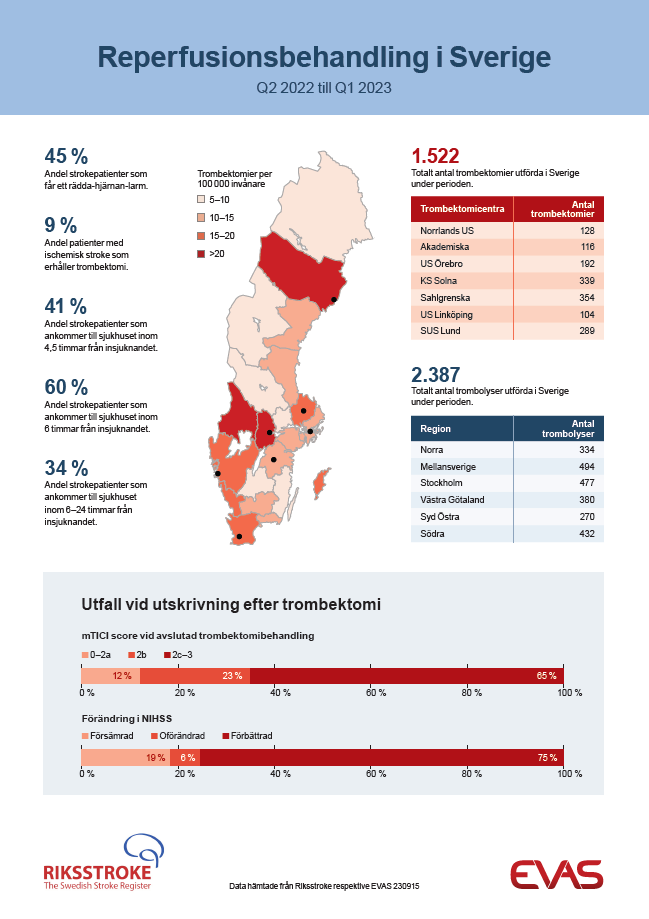 Reperfusionsbehandling i Sverige
Q2 2022 till Q1 2023
45 %
Andel strokepatienter som
får ett rädda-hjärnan-larm.
9 %
Andel patienter med
ischemisk stroke som
erhåller trombektomi.
41 %
Andel strokepatienter som
ankommer till sjukhuset inom
4,5 timmar från insjuknandet.
60 %
Andel strokepatienter som
ankommer till sjukhuset inom
6 timmar från insjuknandet.
34 %
Andel strokepatienter som
ankommer till sjukhuset
inom 6–24 timmar från
insjuknandet.
Trombektomier per
100 000 invånare
5–10
10–15
15–20
>20
1.522
Totalt antal trombektomier utförda i Sverige
under perioden.
Trombektomicentra Antal trombektomier
Norrlands US 128
Akademiska 116
US Örebro 192
KS Solna 339
Sahlgrenska 354
US Linköping 104
SUS Lund 289
2.387
Totalt antal trombolyser utförda i Sverige
under perioden.
Region Antal trombolyser
Norra 334
Mellansverige 494
Stockholm 477
Västra Götaland 380
Syd Östra 270
Södra 432
Utfall vid utskrivning efter trombektomi
mTICI score vid avslutad trombektomibehandling
0–2a 2b 2c–3
12 % 23 % 65 %
0 % 20 % 40 % 60 % 80 % 100 %
Förändring i NIHSS
Försämrad Oförändrad Förbättrad
19 % 6 % 75 %
0 % 20 % 40 % 60 % 80 % 100 %
RIKSSTROKE
The Swedish Stroke Register
Data hämtade från Riksstroke respektive EVAS 230915
EVAS